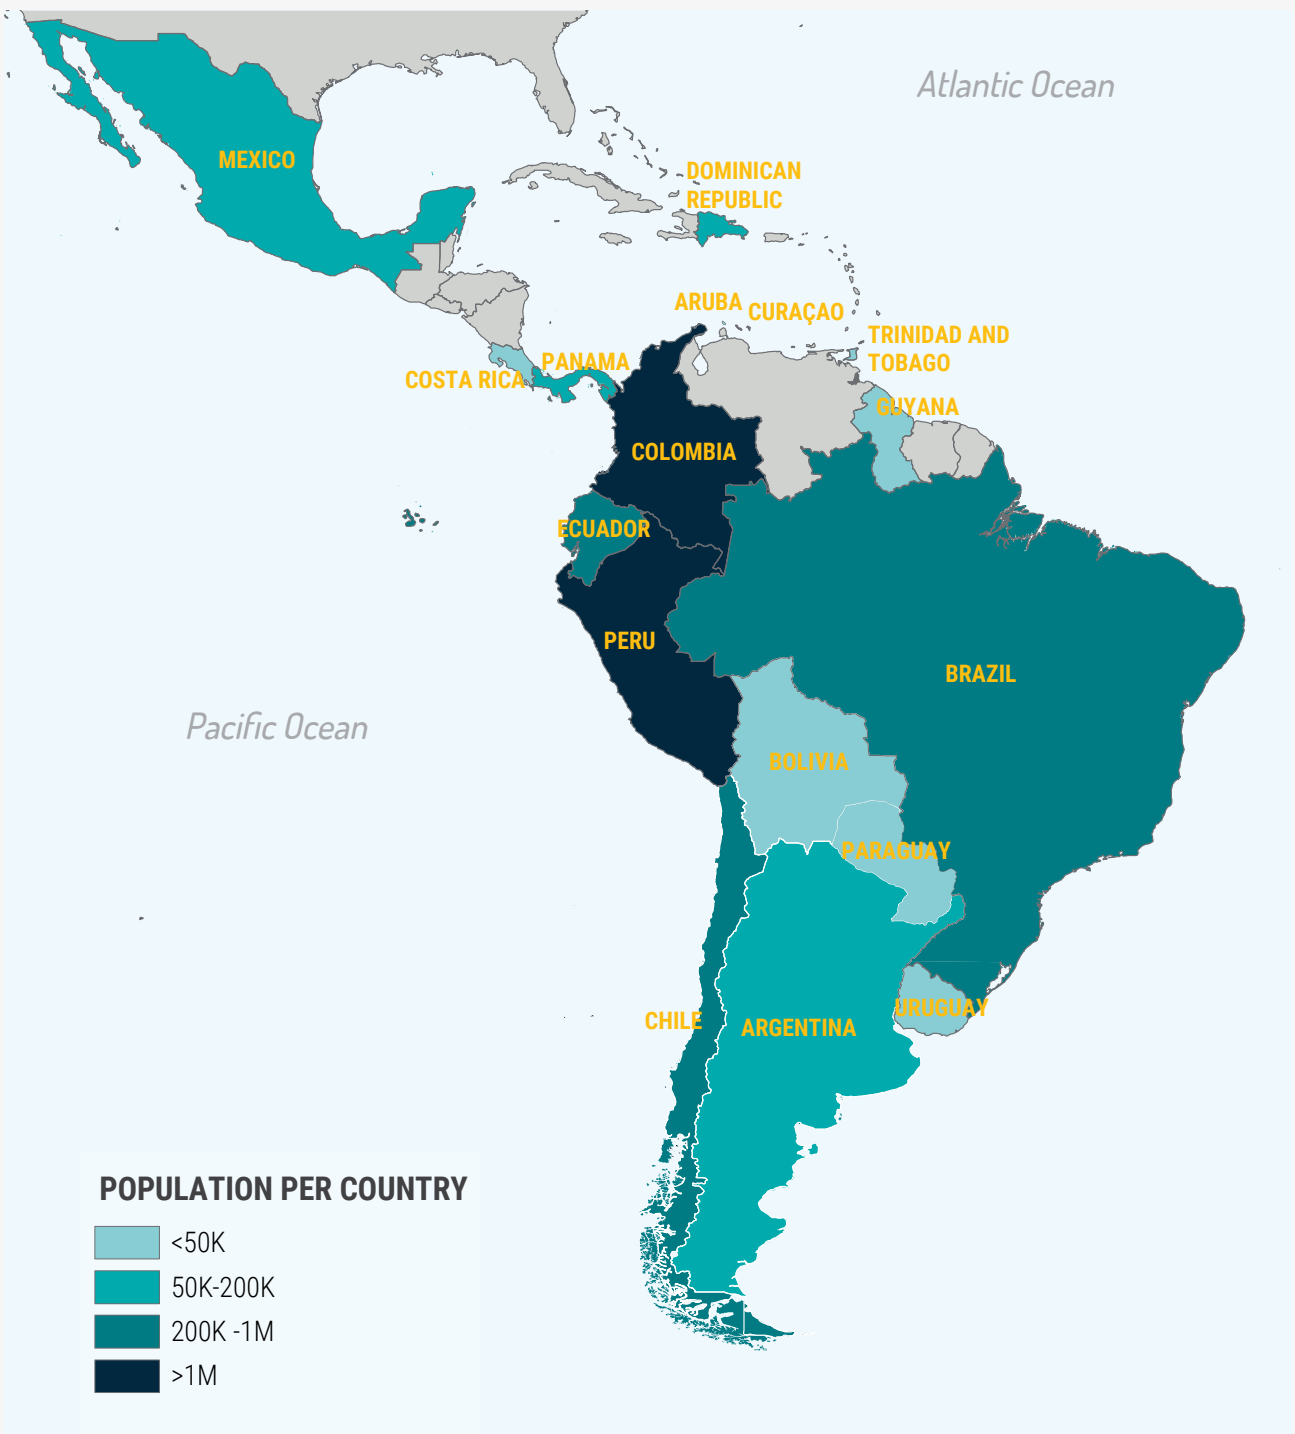 Atlantic Ocean
MEXICO
DOMINICAN
REPUBLIC
ARUBA
CURAÇAO
TRINIDAD AND
TOBAGO
PANAMA
COSTA RICA
GUYANA
COLOMBIA
ECUADOR
PERU
BRAZIL
Pacific Ocean
BOLIVIA
PARAGUAY
URUGUAY
CHILE
ARGENTINA
POPULATION PER COUNTRY
<50K
50K-200K
200K -1M
>1M